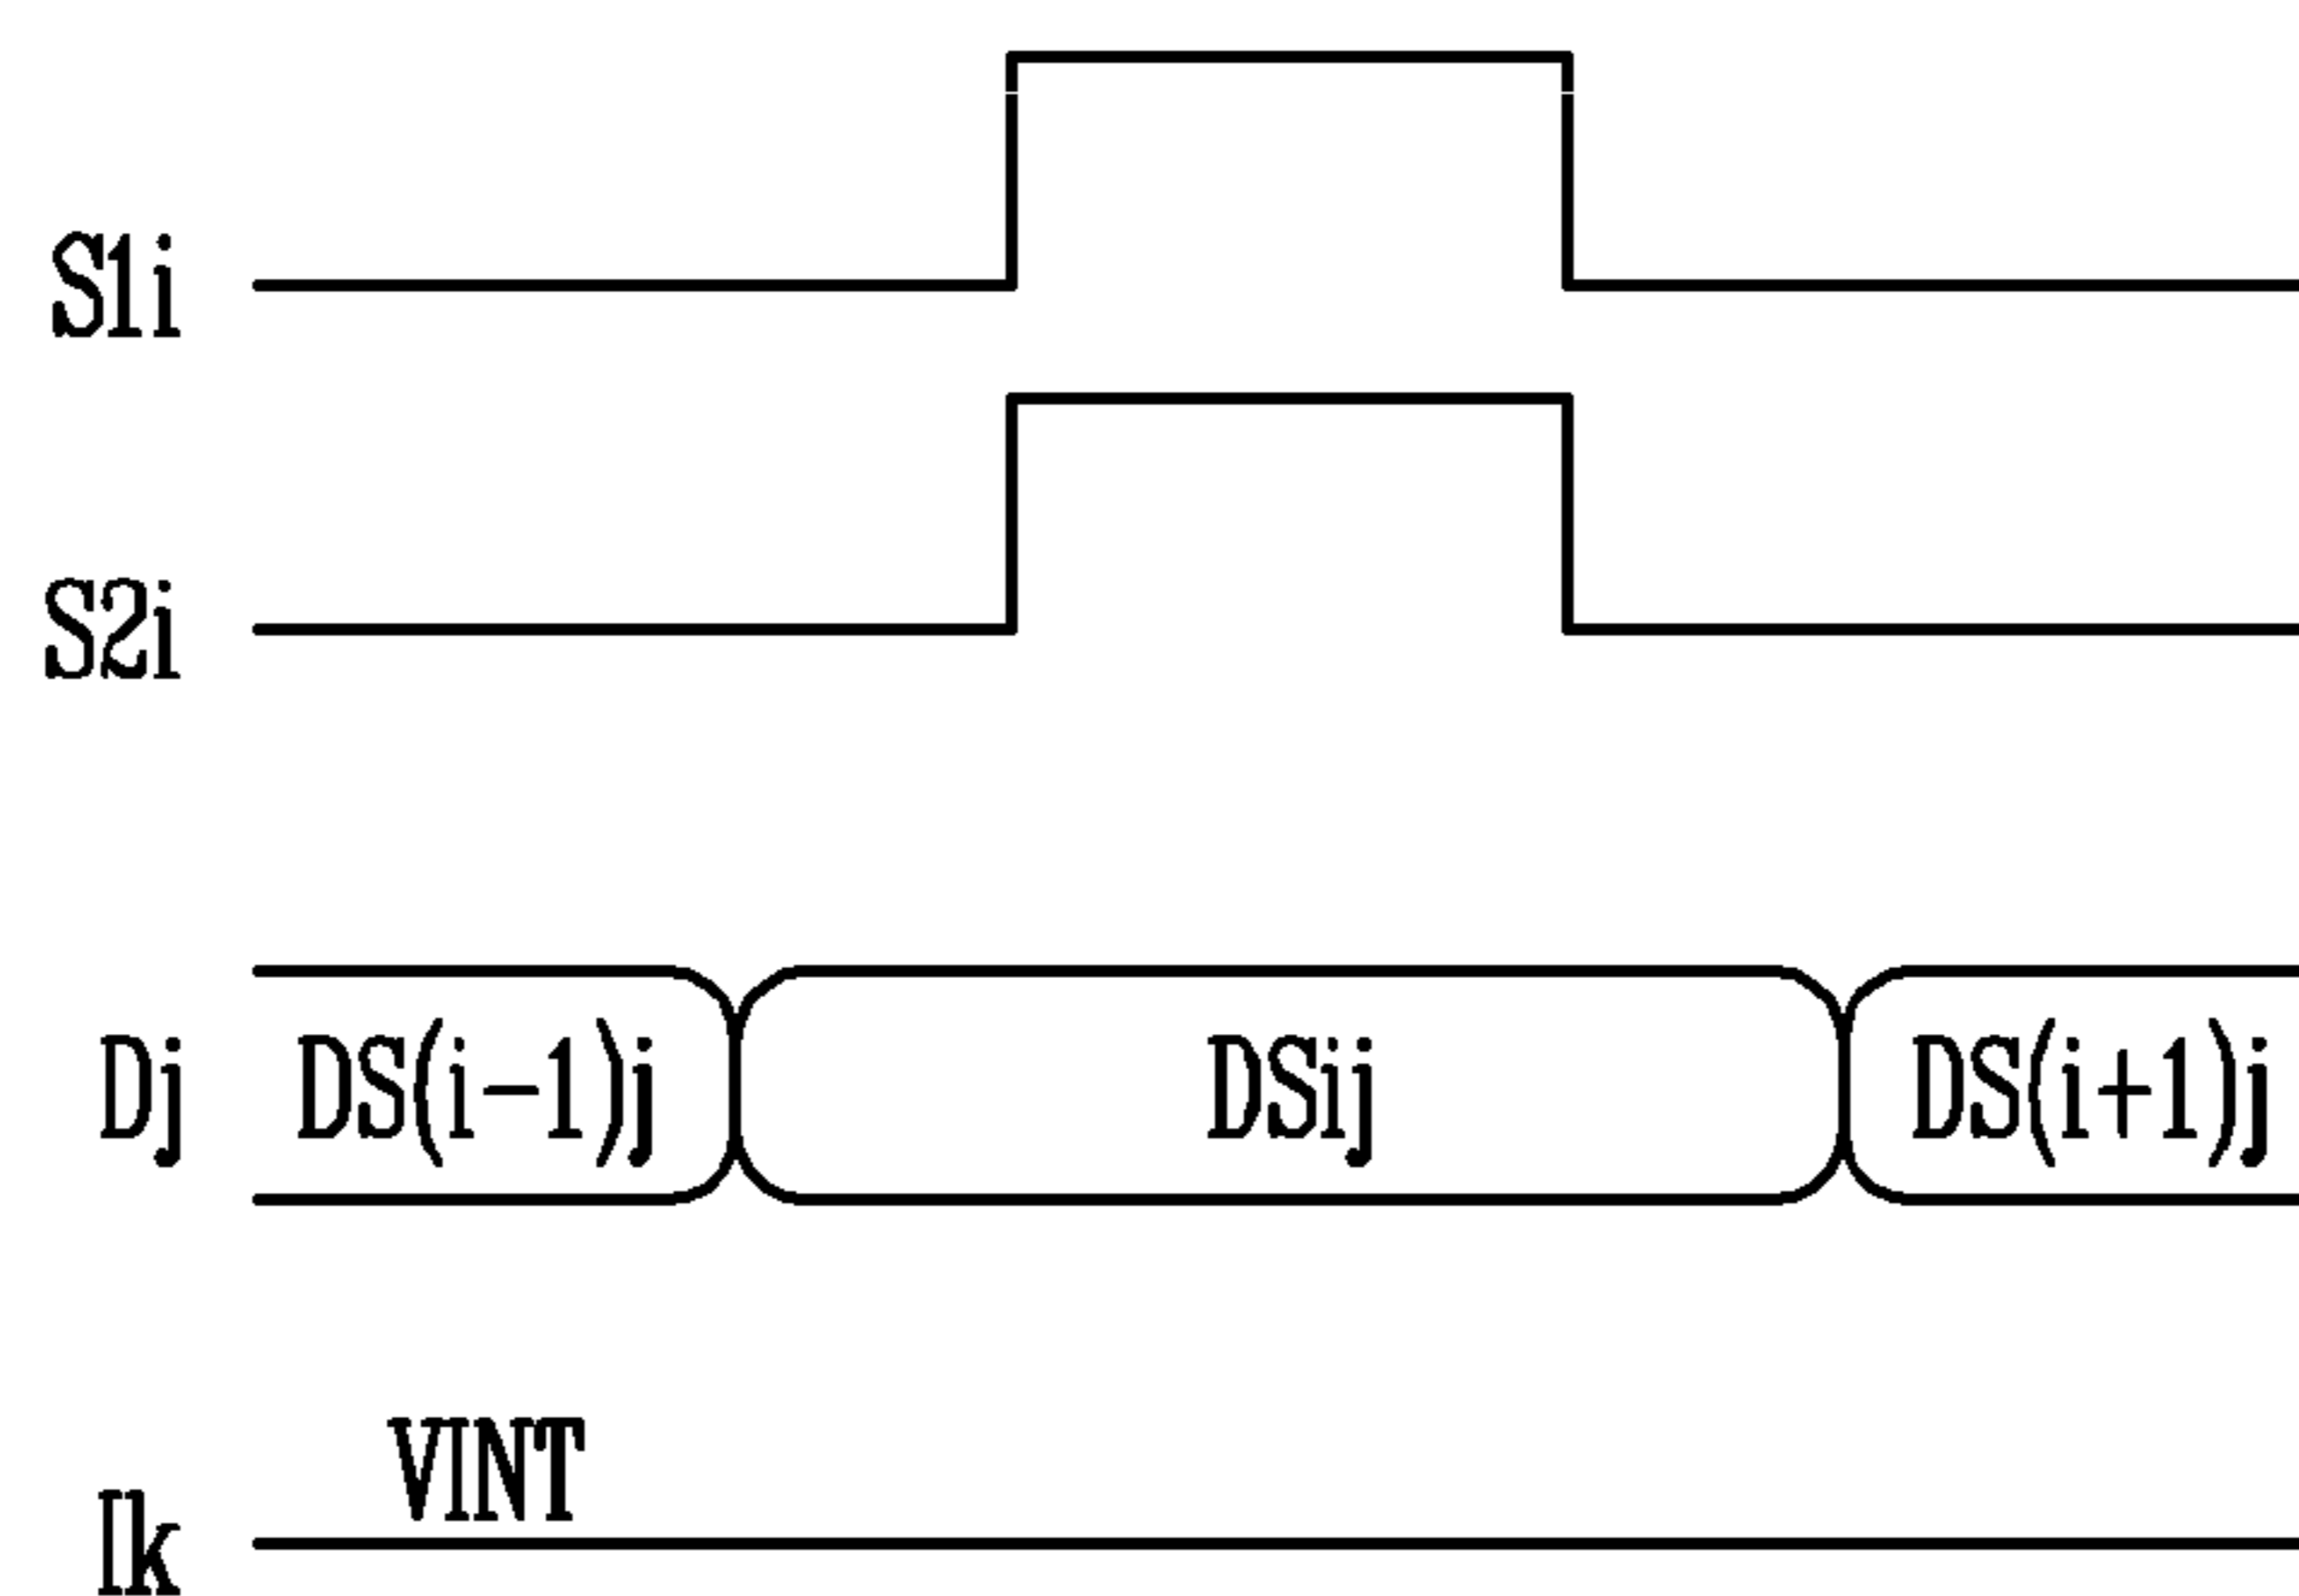 S1i
S2i
Dj DS(i-1)j DSij DS(i+1)j
VINT
Ik